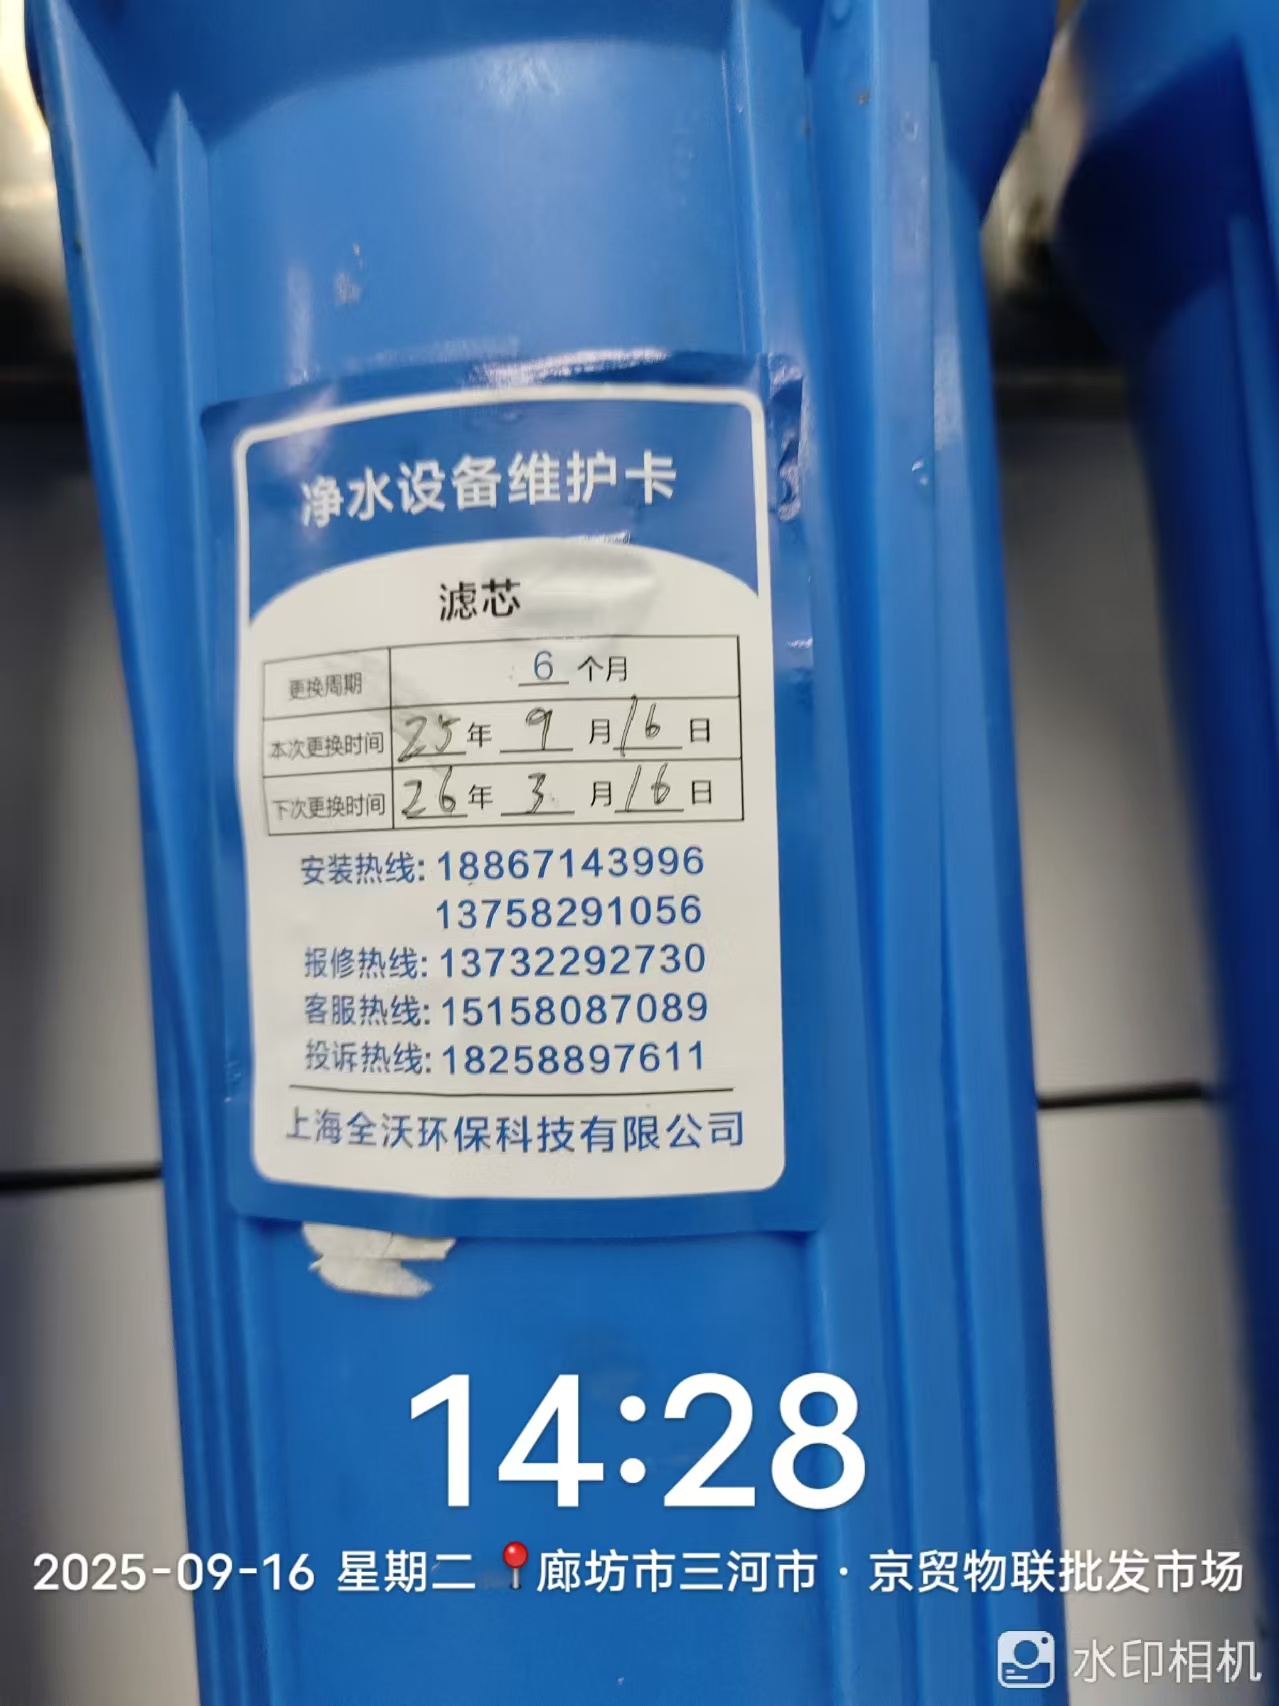 净水设备维护卡
滤芯
更换周期 6 个月
本次更换时间 25 年 9 月 16 日
下次更换时间 26 年 3 月 16 日
安装热线: 18867143996
13758291056
报修热线: 13732292730
客服热线: 15158087089
投诉热线: 18258897611
上海全沃环保科技有限公司
14:28
2025-09-16 星期二 📍廊坊市三河市 · 京贸物联批发市场
水印相机